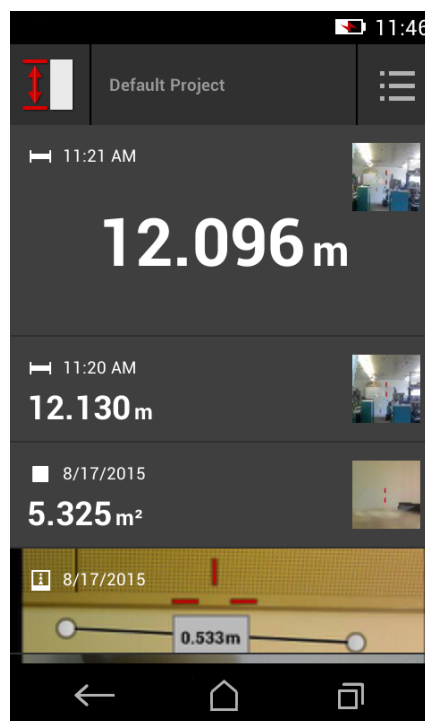 11:46
Default Project
11:21 AM
12.096 m
11:20 AM
12.130 m
8/17/2015
5.325 m²
8/17/2015
0.533m